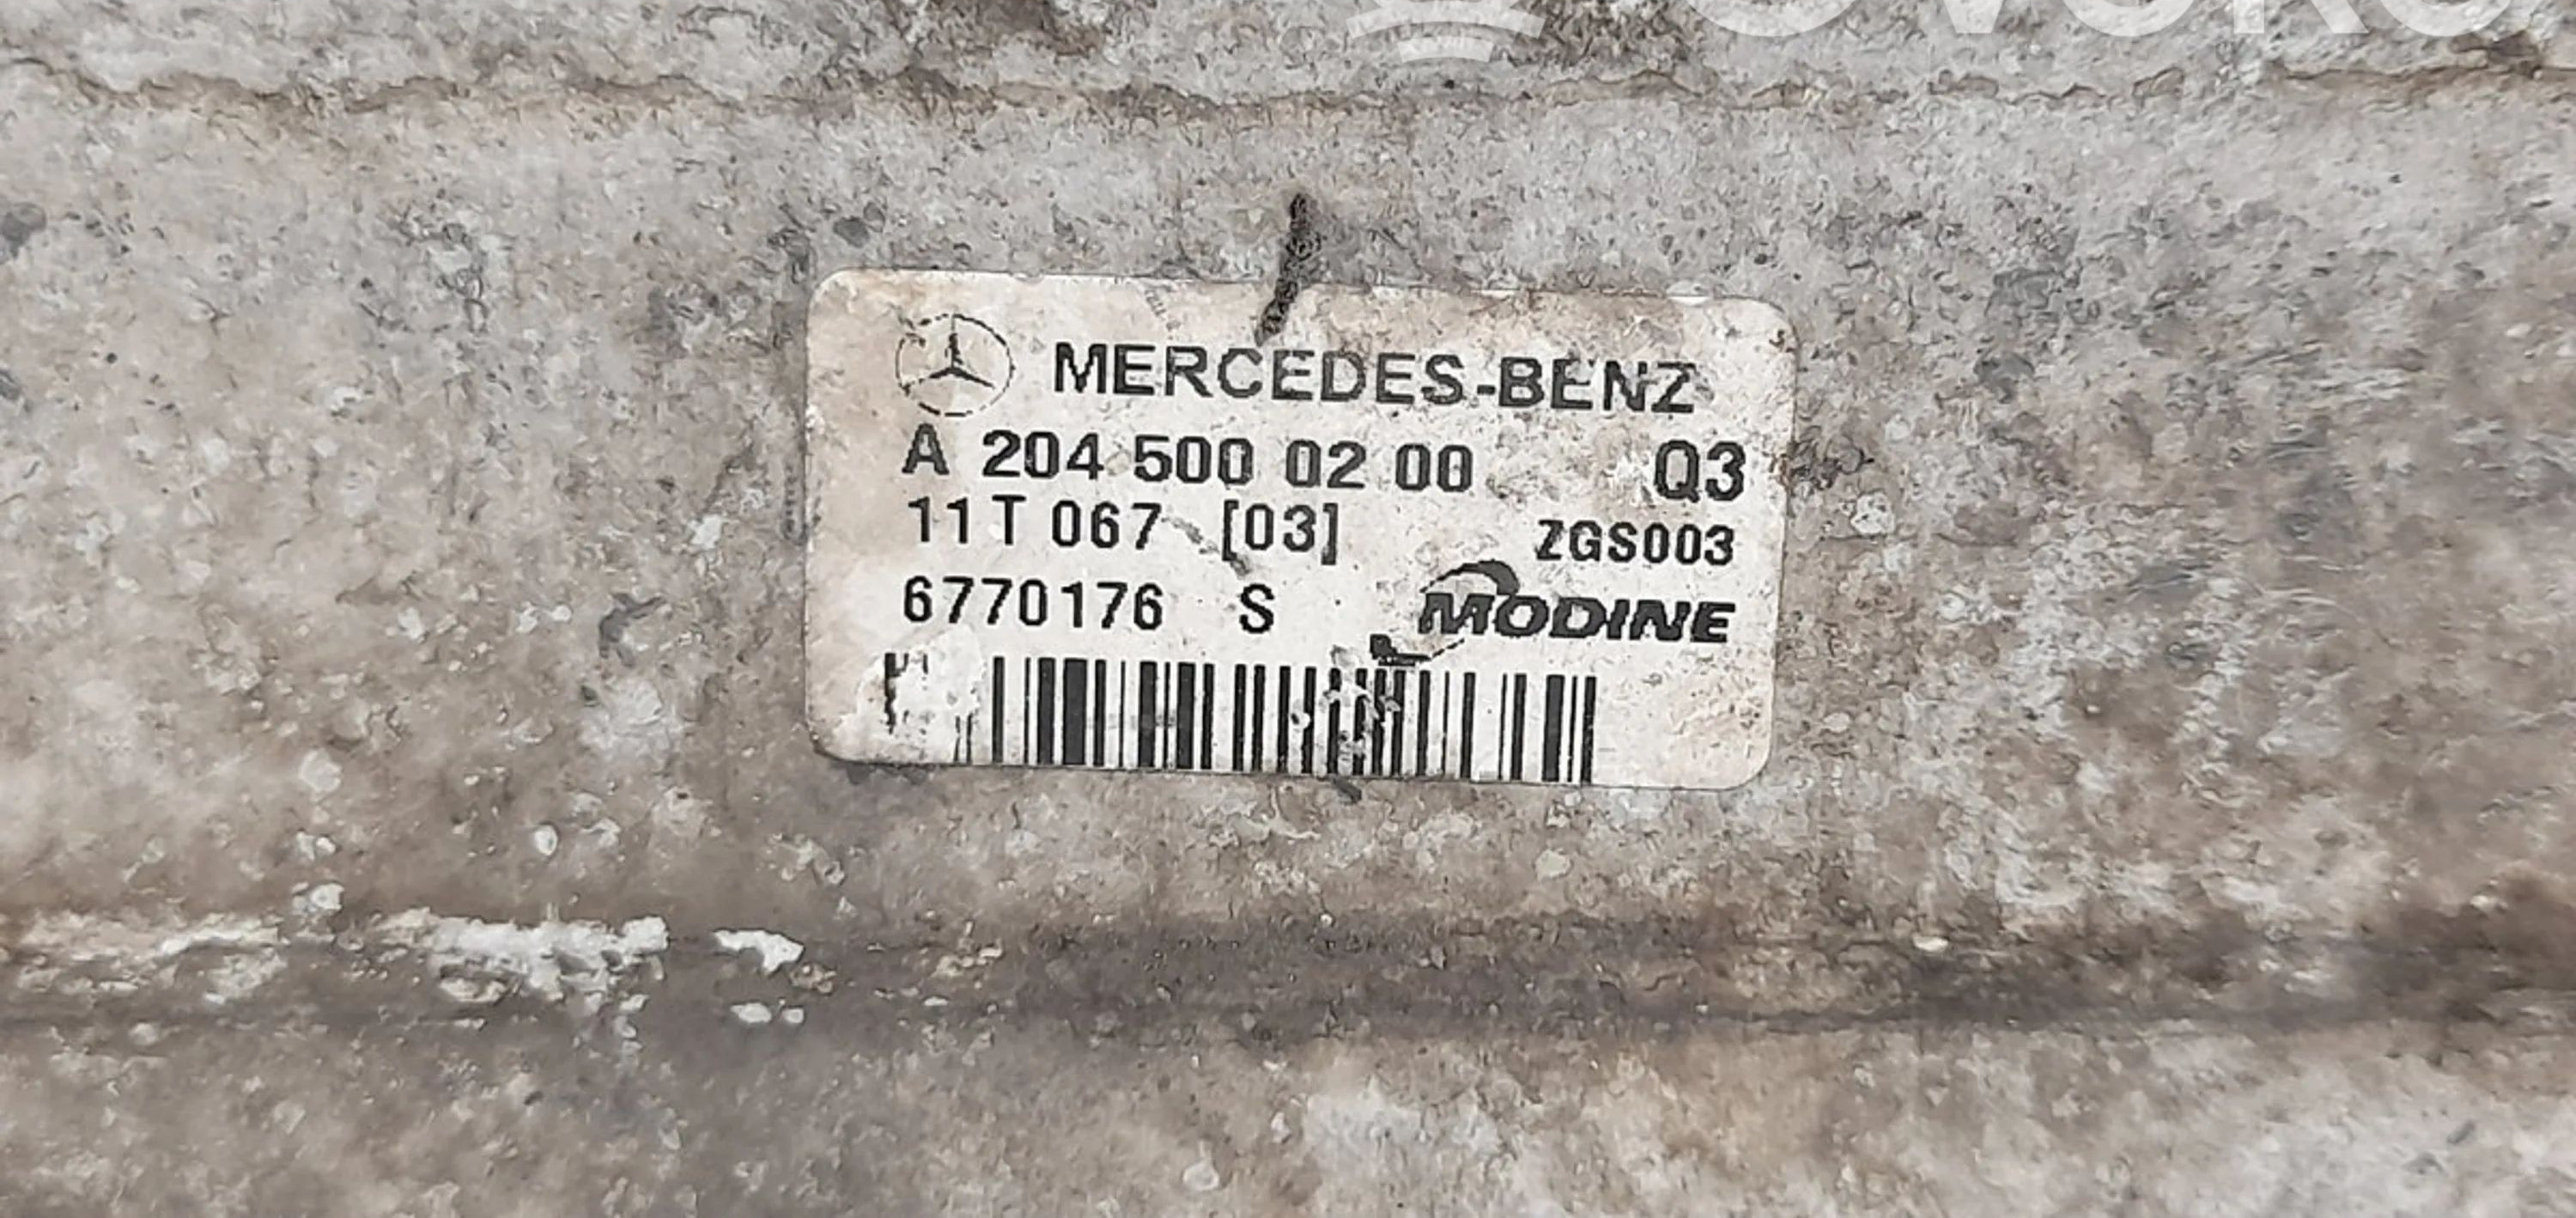 MERCEDES-BENZ
A 204 500 02 00 Q3
11 T 067 [03] ZGS003
6770176 S MODINE